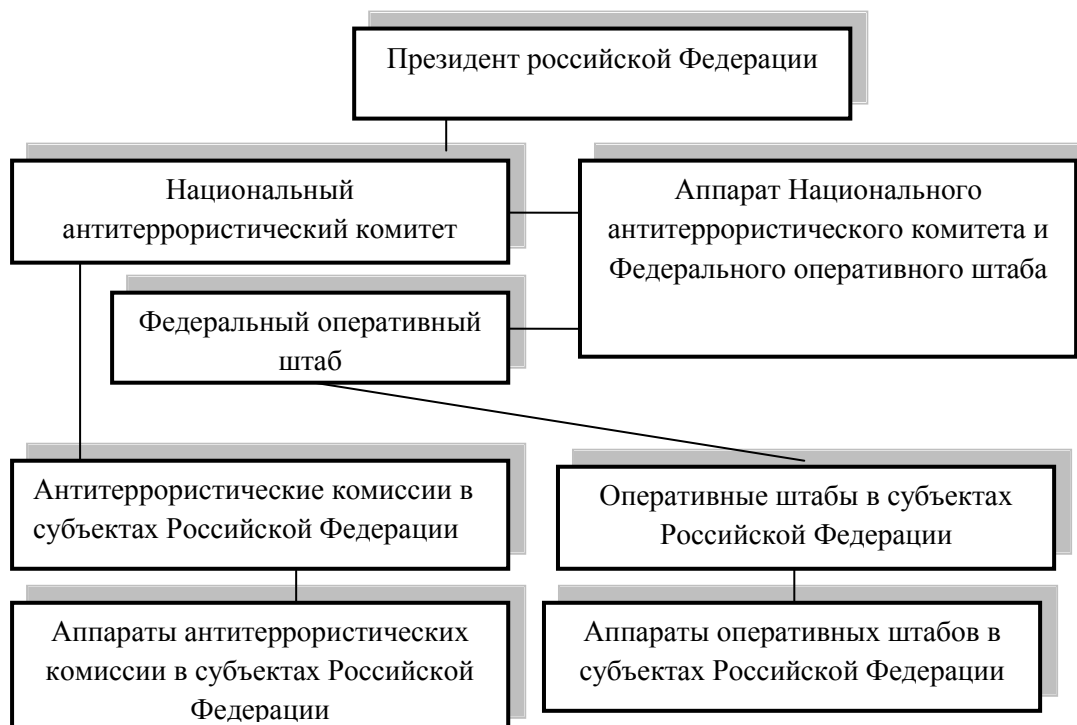 Президент российской Федерации
Национальный
антитеррористический комитет
Аппарат Национального
антитеррористического комитета и
Федерального оперативного штаба
Федеральный оперативный
штаб
Антитеррористические комиссии в
субъектах Российской Федерации
Оперативные штабы в субъектах
Российской Федерации
Аппараты антитеррористических
комиссии в субъектах Российской
Федерации
Аппараты оперативных штабов в
субъектах Российской Федерации